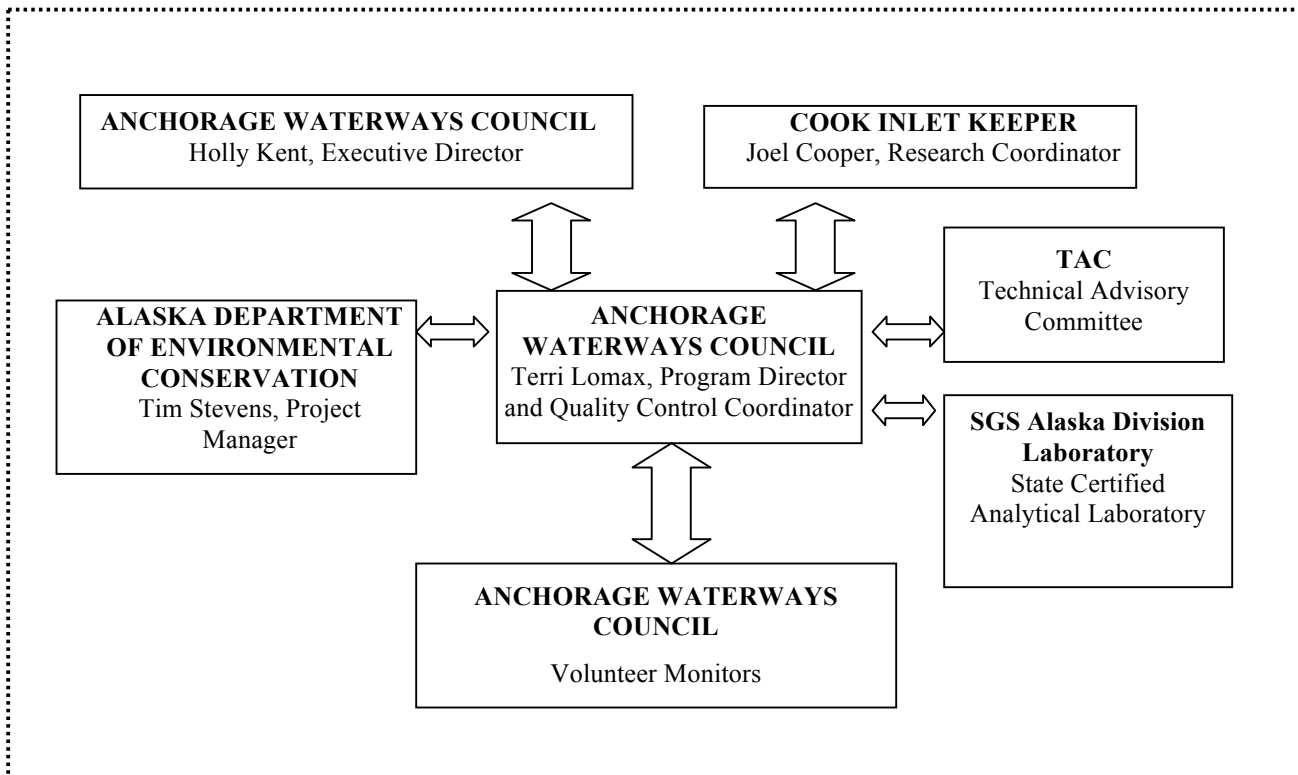 ANCHORAGE WATERWAYS COUNCIL
Holly Kent, Executive Director
COOK INLET KEEPER
Joel Cooper, Research Coordinator
TAC
Technical Advisory
Committee
ALASKA DEPARTMENT
OF ENVIRONMENTAL
CONSERVATION
Tim Stevens, Project
Manager
ANCHORAGE
WATERWAYS COUNCIL
Terri Lomax, Program Director
and Quality Control Coordinator
SGS Alaska Division
Laboratory
State Certified
Analytical Laboratory
ANCHORAGE WATERWAYS
COUNCIL
Volunteer Monitors